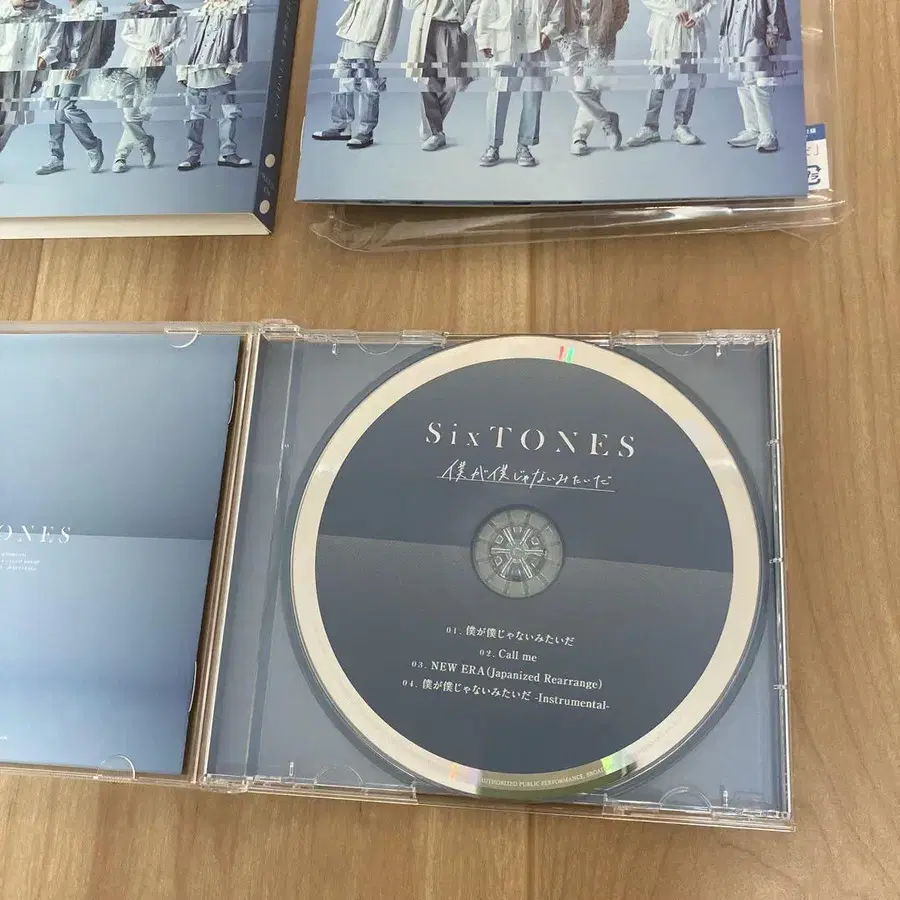 SixTONES
僕が僕じゃないみたいだ
ONES
01. 僕が僕じゃないみたいだ
02. Call me
03. NEW ERA(Japanized Rearrange)
04. 僕が僕じゃないみたいだ -Instrumental-
AUTHORIZED PUBLIC PERFORMANCE, BROAD